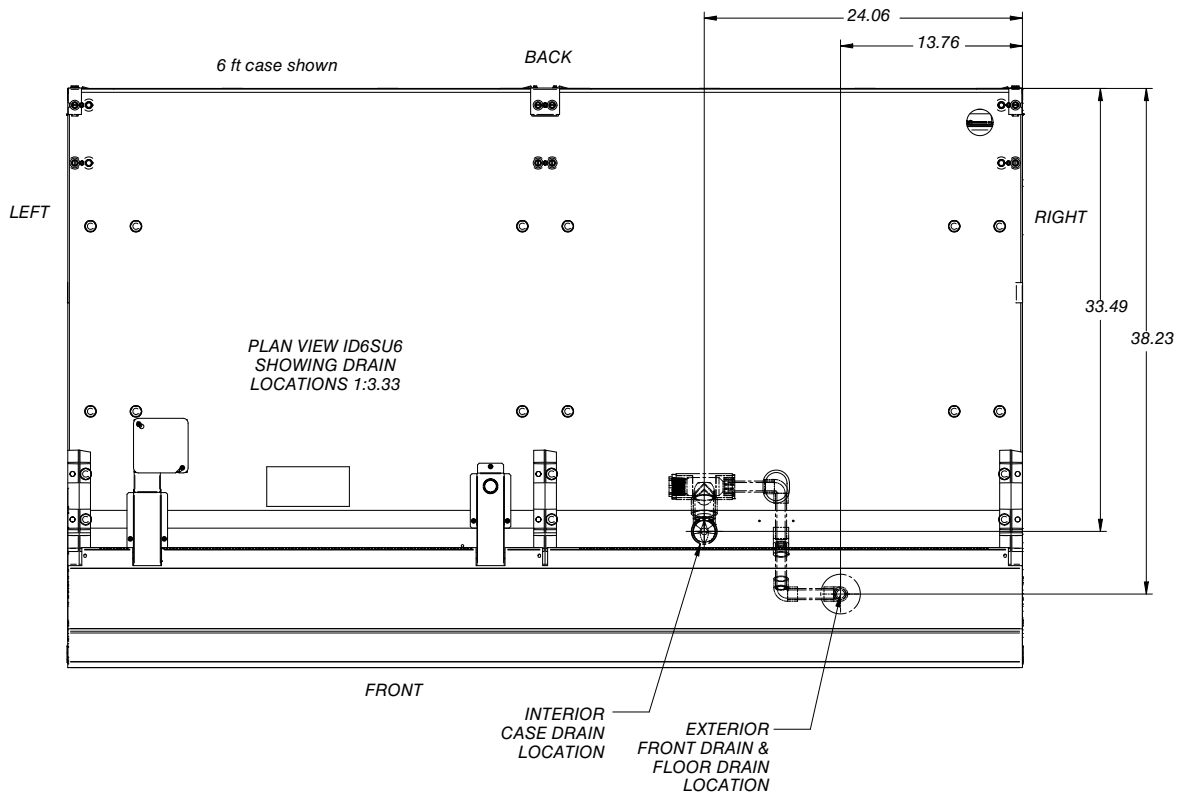 24.06
13.76
BACK
6 ft case shown
LEFT
RIGHT
33.49
38.23
PLAN VIEW ID6SU6
SHOWING DRAIN
LOCATIONS 1:3.33
FRONT
INTERIOR
CASE DRAIN
LOCATION
EXTERIOR
FRONT DRAIN &
FLOOR DRAIN
LOCATION